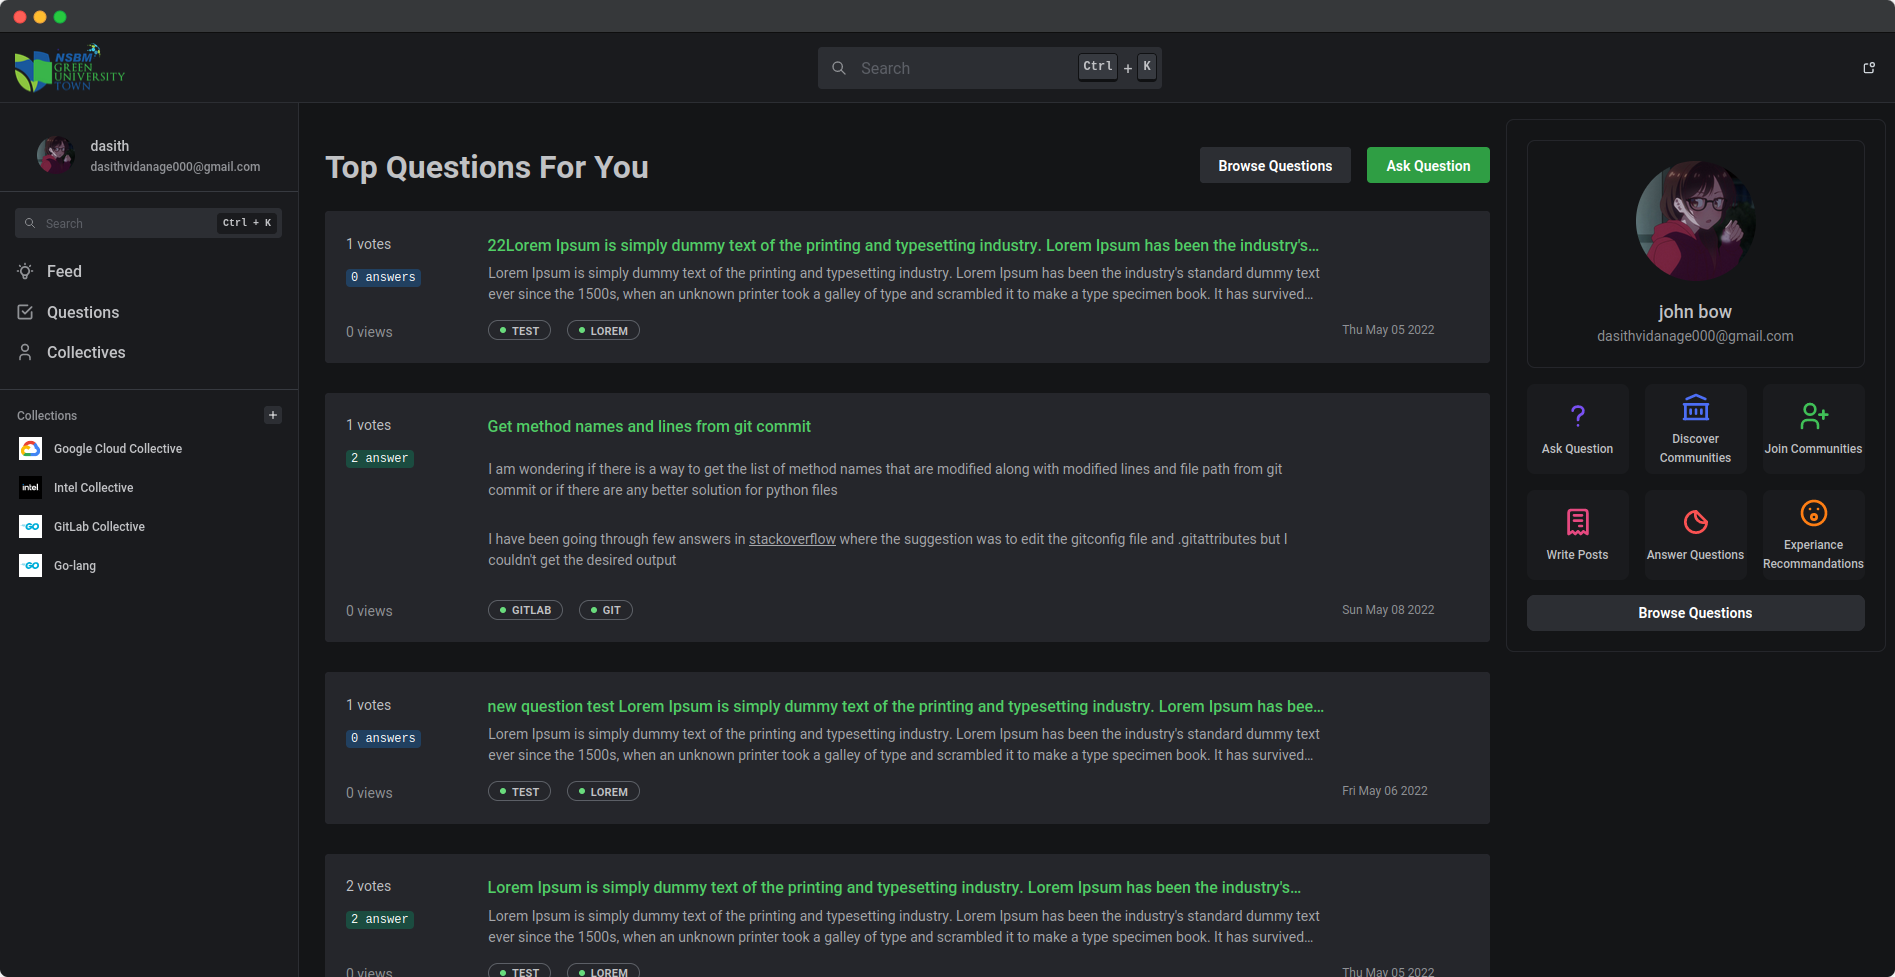 NSBM
GREEN
UNIVERSITY
TOWN
Search
Ctrl + K
dasith
dasithvidanage000@gmail.com
Search
Ctrl + K
Feed
Questions
Collectives
Collections
+
Google Cloud Collective
intel
Intel Collective
GO
GitLab Collective
GO
Go-lang
Top Questions For You
Browse Questions
Ask Question
1 votes
0 answers
0 views
22Lorem Ipsum is simply dummy text of the printing and typesetting industry. Lorem Ipsum has been the industry's...
Lorem Ipsum is simply dummy text of the printing and typesetting industry. Lorem Ipsum has been the industry's standard dummy text
ever since the 1500s, when an unknown printer took a galley of type and scrambled it to make a type specimen book. It has survived...
TEST
LOREM
Thu May 05 2022
1 votes
2 answer
0 views
Get method names and lines from git commit
I am wondering if there is a way to get the list of method names that are modified along with modified lines and file path from git
commit or if there are any better solution for python files
I have been going through few answers in stackoverflow where the suggestion was to edit the gitconfig file and .gitattributes but I
couldn't get the desired output
GITLAB
GIT
Sun May 08 2022
1 votes
0 answers
0 views
new question test Lorem Ipsum is simply dummy text of the printing and typesetting industry. Lorem Ipsum has bee...
Lorem Ipsum is simply dummy text of the printing and typesetting industry. Lorem Ipsum has been the industry's standard dummy text
ever since the 1500s, when an unknown printer took a galley of type and scrambled it to make a type specimen book. It has survived...
TEST
LOREM
Fri May 06 2022
2 votes
2 answer
0 views
Lorem Ipsum is simply dummy text of the printing and typesetting industry. Lorem Ipsum has been the industry's...
Lorem Ipsum is simply dummy text of the printing and typesetting industry. Lorem Ipsum has been the industry's standard dummy text
ever since the 1500s, when an unknown printer took a galley of type and scrambled it to make a type specimen book. It has survived...
TEST
LOREM
Thu May 05 2022
john bow
dasithvidanage000@gmail.com
Ask Question
Discover
Communities
Join Communities
Write Posts
Answer Questions
Experiance
Recommandations
Browse Questions